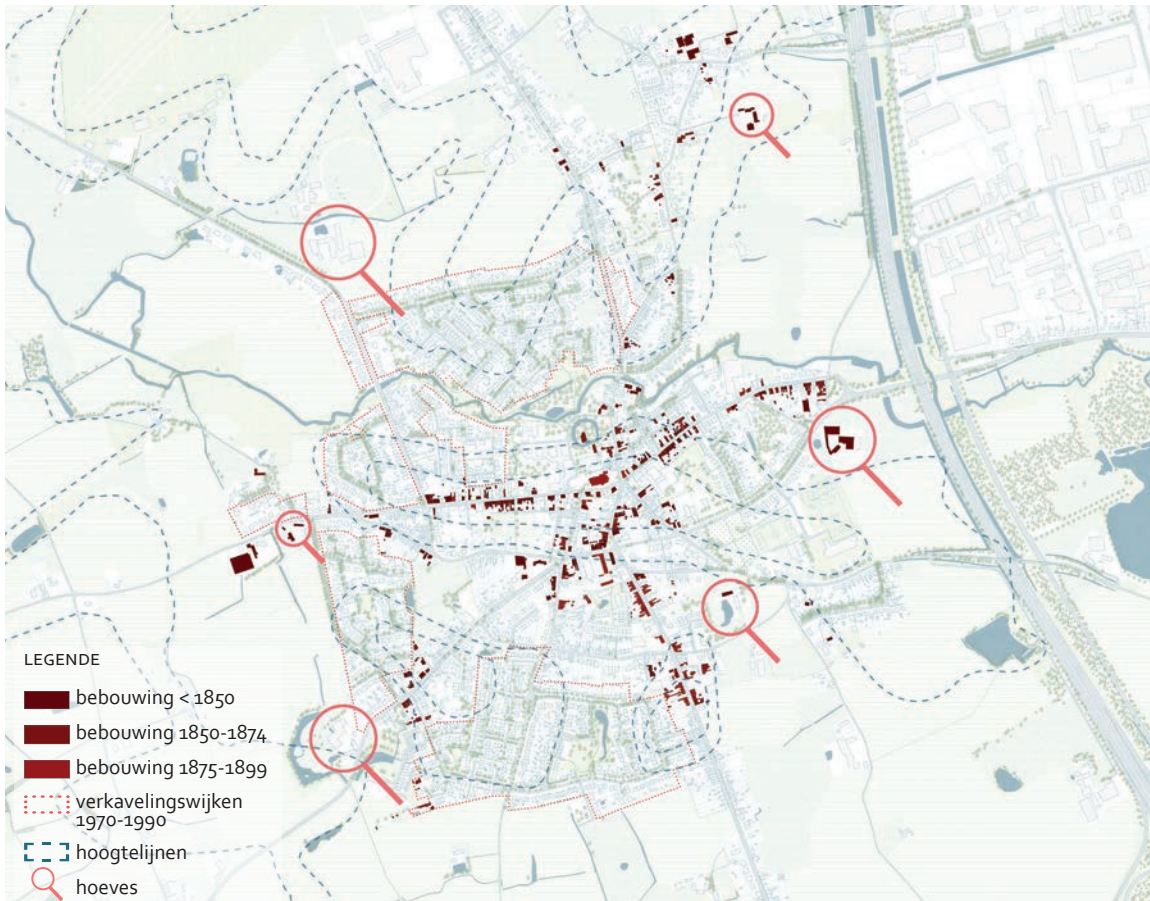 LEGENDE
bebouwing < 1850
bebouwing 1850-1874
bebouwing 1875-1899
verkavelingswijken
1970-1990
hoogtelijnen
hoeves